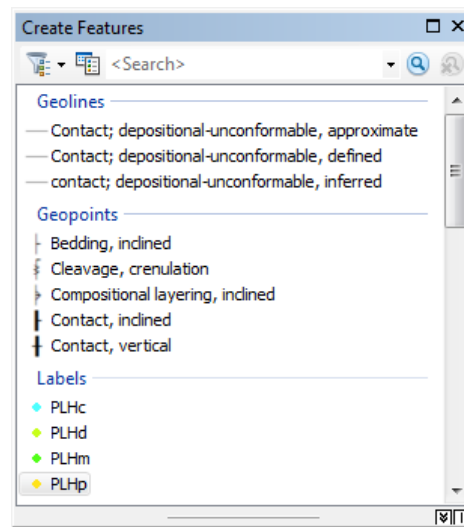 Create Features
<Search>
Geolines
Contact; depositional-unconformable, approximate
Contact; depositional-unconformable, defined
contact; depositional-unconformable, inferred
Geopoints
Bedding, inclined
Cleavage, crenulation
Compositional layering, inclined
Contact, inclined
Contact, vertical
Labels
PLHc
PLHd
PLHm
PLHp